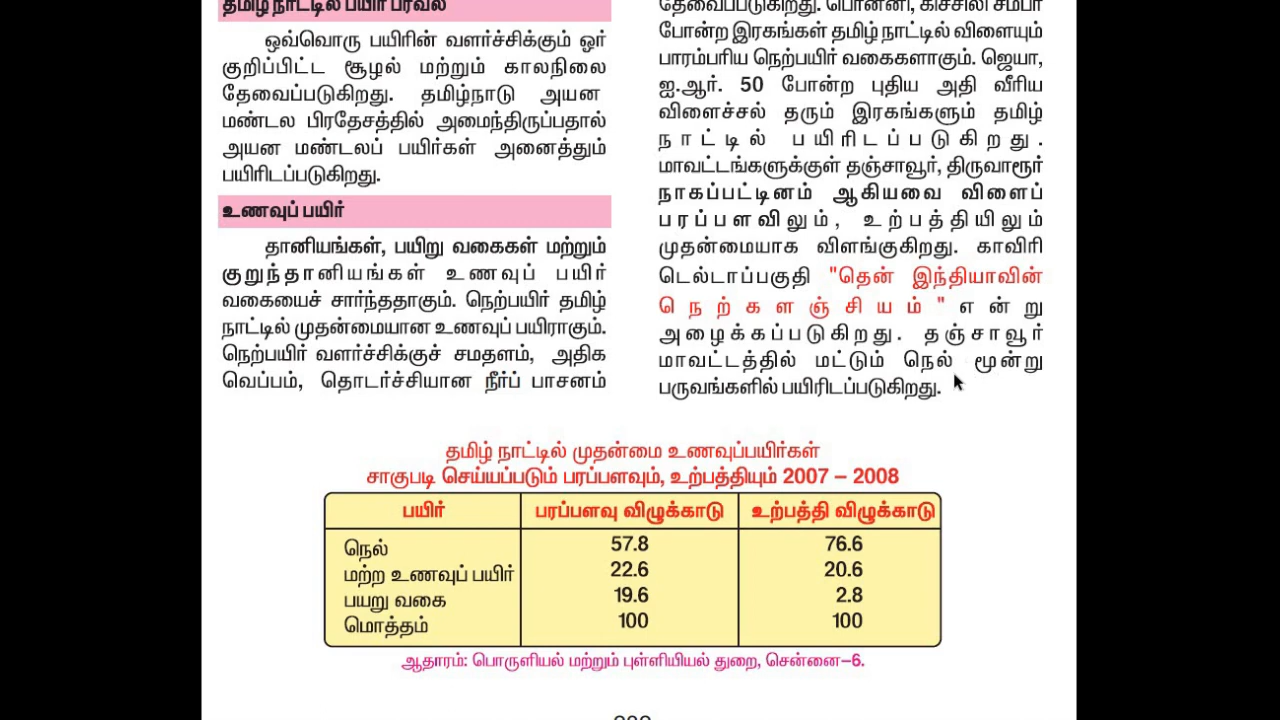 தமிழ் நாட்டில் பயிர் பரவல்
ஒவ்வொரு பயிரின் வளர்ச்சிக்கும் ஓர்
குறிப்பிட்ட சூழல் மற்றும் காலநிலை
தேவைப்படுகிறது. தமிழ்நாடு அயன
மண்டல பிரதேசத்தில் அமைந்திருப்பதால்
அயன மண்டலப் பயிர்கள் அனைத்தும்
பயிரிடப்படுகிறது.
உணவுப் பயிர்
தானியங்கள், பயிறு வகைகள் மற்றும்
குறுந்தானியங்கள் உணவுப் பயிர்
வகையைச் சார்ந்ததாகும். நெற்பயிர் தமிழ்
நாட்டில் முதன்மையான உணவுப் பயிராகும்.
நெற்பயிர் வளர்ச்சிக்குச் சமதளம், அதிக
வெப்பம், தொடர்ச்சியான நீர்ப் பாசனம்
தேவைப்படுகிறது. பொன்னி, கிச்சிலி சம்பா
போன்ற இரகங்கள் தமிழ் நாட்டில் விளையும்
பாரம்பரிய நெற்பயிர் வகைகளாகும். ஜெயா,
ஐ.ஆர். 50 போன்ற புதிய அதி வீரிய
விளைச்சல் தரும் இரகங்களும் தமிழ்
நாட்டில் பயிரிடப்படுகிறது.
மாவட்டங்களுக்குள் தஞ்சாவூர், திருவாரூர்
நாகப்பட்டினம் ஆகியவை விளைப்
பரப்பளவிலும், உற்பத்தியிலும்
முதன்மையாக விளங்குகிறது. காவிரி
டெல்டாப்பகுதி "தென் இந்தியாவின்
நெற்களஞ்சியம்" என்று
அழைக்கப்படுகிறது. தஞ்சாவூர்
மாவட்டத்தில் மட்டும் நெல் மூன்று
பருவங்களில் பயிரிடப்படுகிறது.
தமிழ் நாட்டில் முதன்மை உணவுப்பயிர்கள்
சாகுபடி செய்யப்படும் பரப்பளவும், உற்பத்தியும் 2007 – 2008
பயிர் பரப்பளவு விழுக்காடு உற்பத்தி விழுக்காடு
நெல் 57.8 76.6
மற்ற உணவுப் பயிர் 22.6 20.6
பயறு வகை 19.6 2.8
மொத்தம் 100 100
ஆதாரம்: பொருளியல் மற்றும் புள்ளியியல் துறை, சென்னை–6.